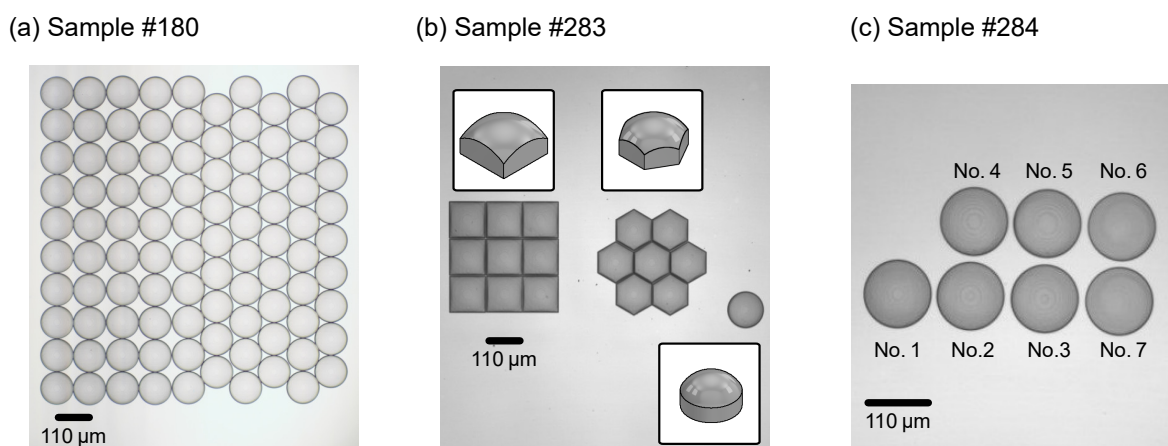 (a) Sample #180
(b) Sample #283
(c) Sample #284
110 µm
110 µm
No. 4 No. 5 No. 6
No. 1 No.2 No.3 No. 7
110 µm